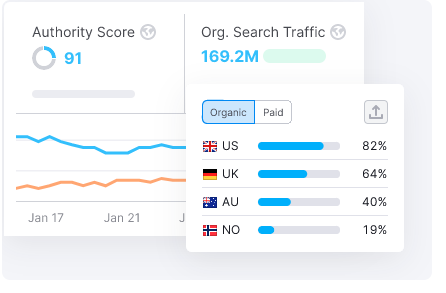 Authority Score
91
Org. Search Traffic
169.2M
Organic Paid
US 82%
UK 64%
AU 40%
NO 19%
Jan 17 Jan 21 J